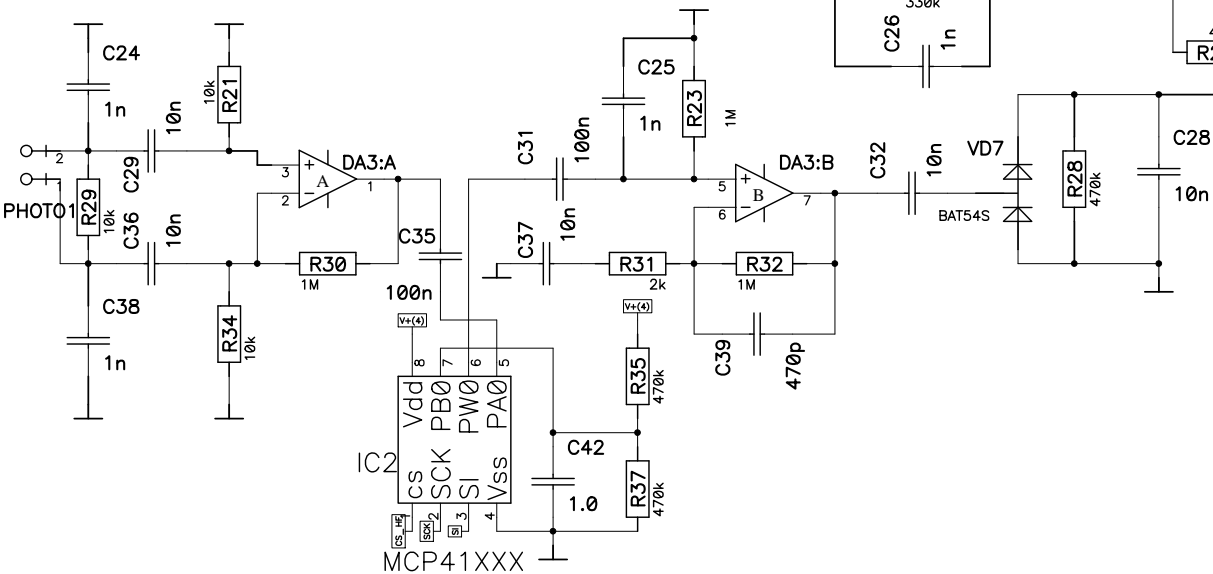 330k
C26
1n
C24
1n
10k
R21
10n
C29
2
1
PHOTO1
R29
10k
C36
10n
C38
1n
R34
10k
3
2
A
DA3:A
1
R30
1M
C35
100n
V+(4)
8
7
6
5
Vdd
PB0
PW0
PA0
IC2
CS
SCK
SI
Vss
1
2
3
4
CS_HF
SCK
SI
MCP41XXX
C25
1n
R23
1M
C31
100n
C37
10n
R31
2k
5
6
B
DA3:B
7
R32
1M
C39
470p
V+(4)
R35
470k
C42
1.0
R37
470k
C32
10n
VD7
BAT54S
R28
470k
C28
10n